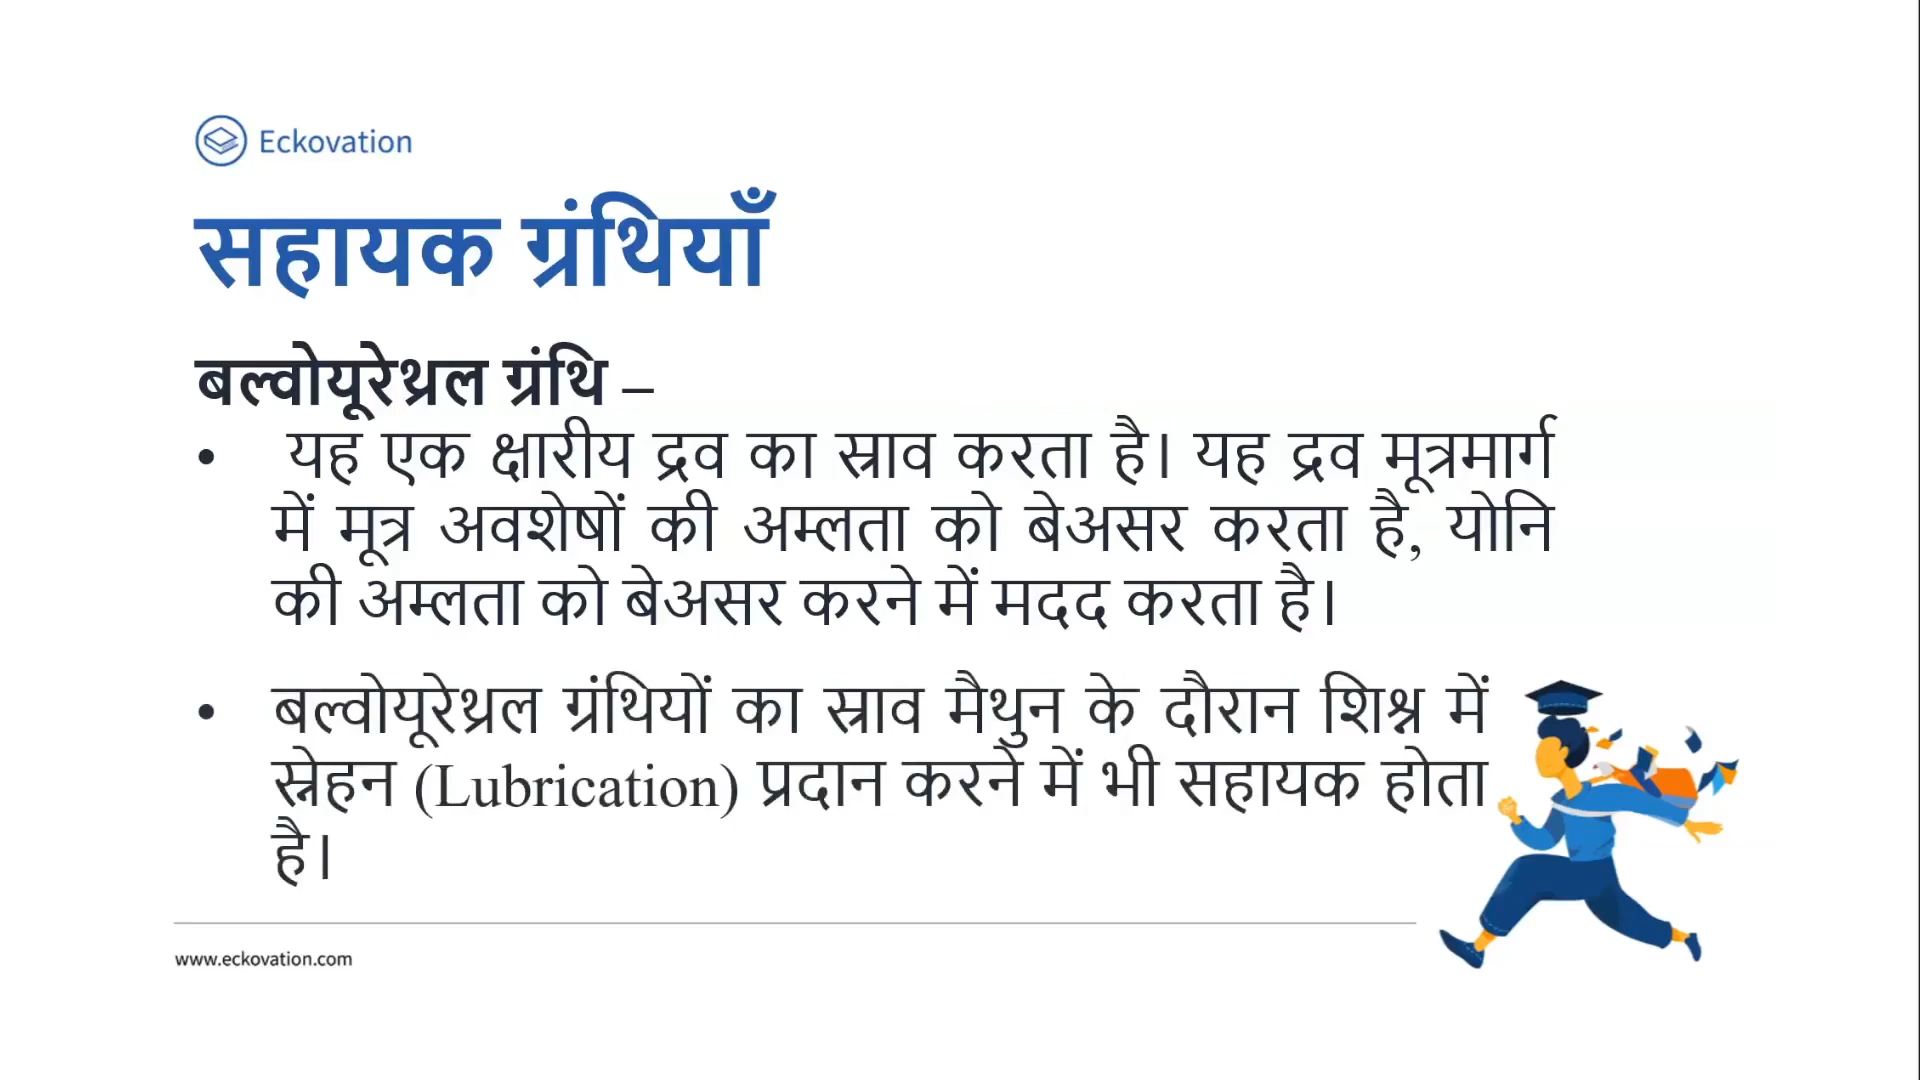 Eckovation
सहायक ग्रंथियाँ
बल्वोयूरेथ्रल ग्रंथि –
• यह एक क्षारीय द्रव का स्राव करता है। यह द्रव मूत्रमार्ग
में मूत्र अवशेषों की अम्लता को बेअसर करता है, योनि
की अम्लता को बेअसर करने में मदद करता है।
• बल्वोयूरेथ्रल ग्रंथियों का स्राव मैथुन के दौरान शिश्न में
स्नेहन (Lubrication) प्रदान करने में भी सहायक होता
है।
www.eckovation.com